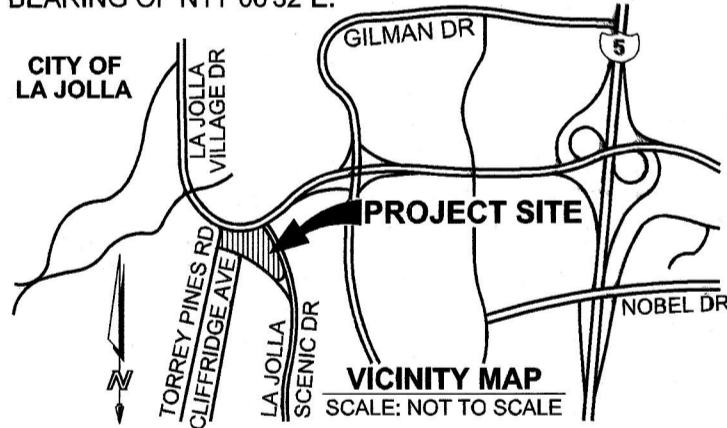 GILMAN DR
5
CITY OF
LA JOLLA
LA JOLLA
VILLAGE DR
PROJECT SITE
TORREY PINES RD
CLIFFRIDGE AVE
LA JOLLA
SCENIC DR
NOBEL DR
N
VICINITY MAP
SCALE: NOT TO SCALE